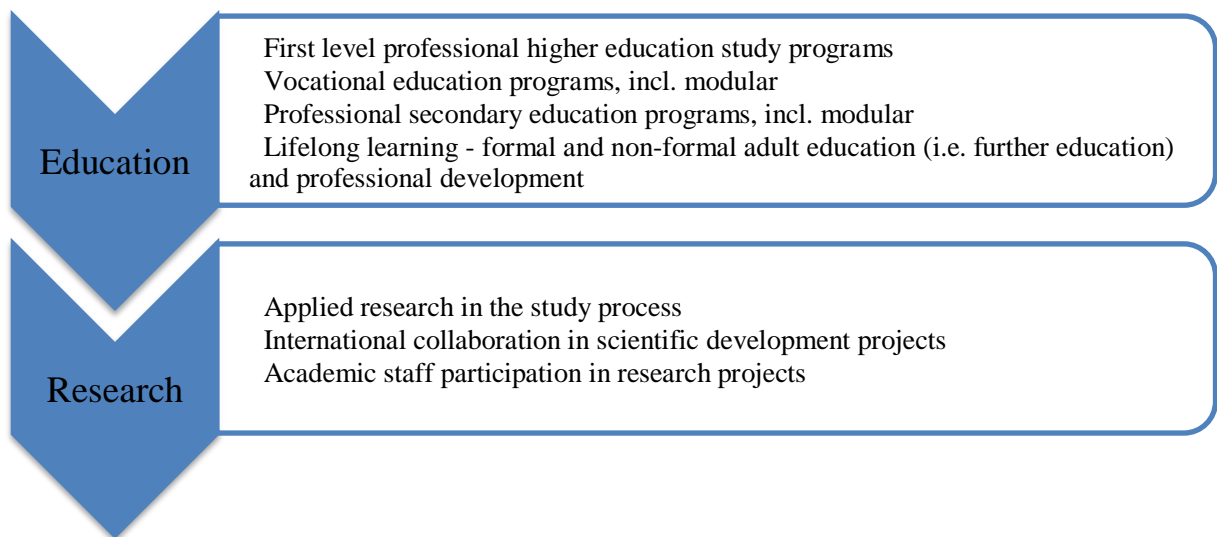 Education
First level professional higher education study programs
Vocational education programs, incl. modular
Professional secondary education programs, incl. modular
Lifelong learning - formal and non-formal adult education (i.e. further education)
and professional development
Research
Applied research in the study process
International collaboration in scientific development projects
Academic staff participation in research projects